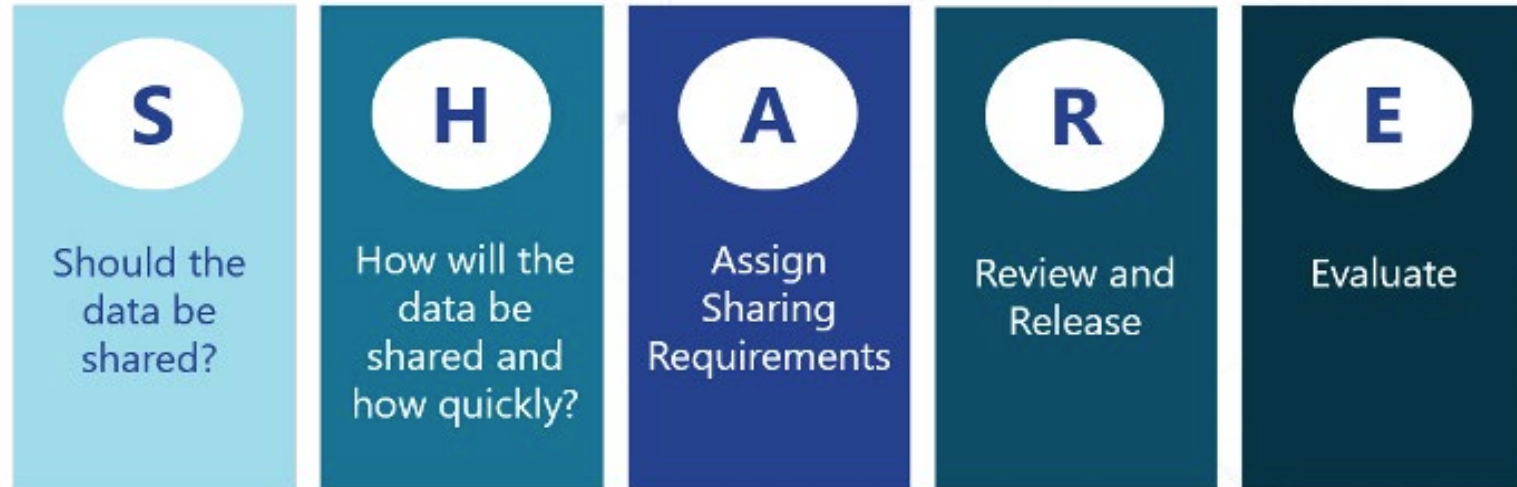 S
Should the
data be
shared?
H
How will the
data be
shared and
how quickly?
A
Assign
Sharing
Requirements
R
Review and
Release
E
Evaluate